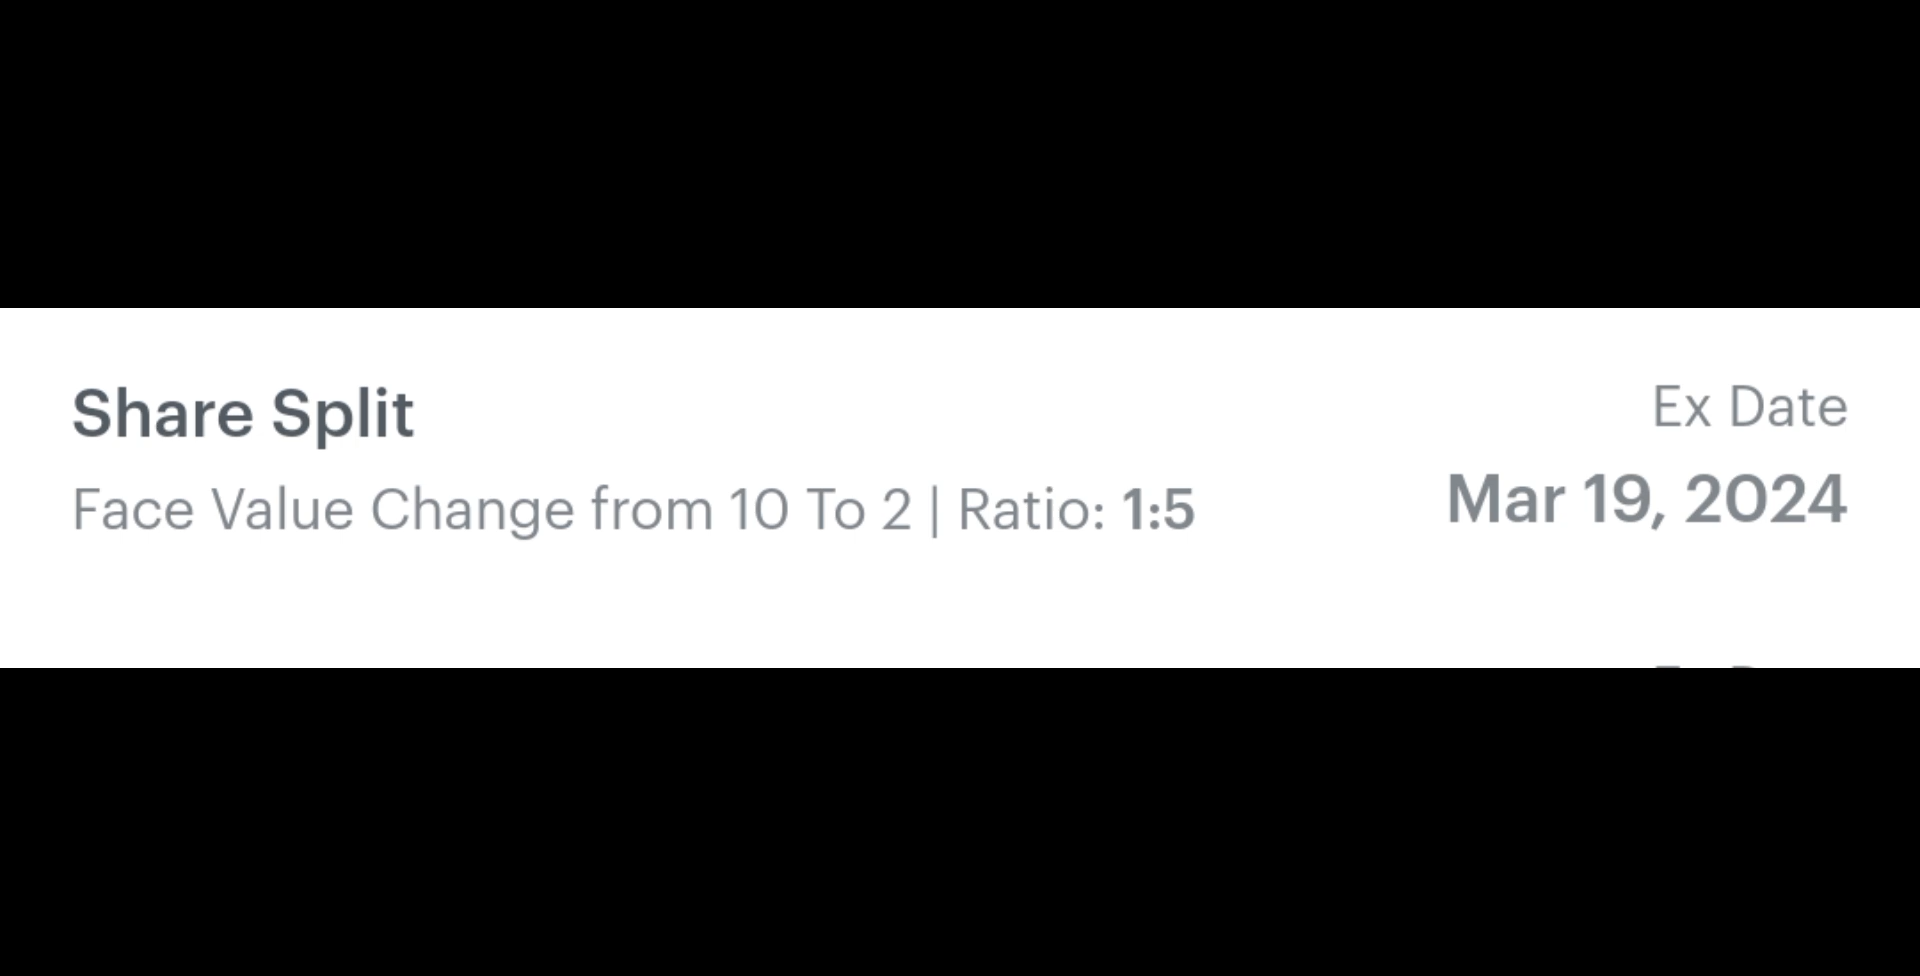 Share Split
Ex Date
Face Value Change from 10 To 2 | Ratio: 1:5
Mar 19, 2024